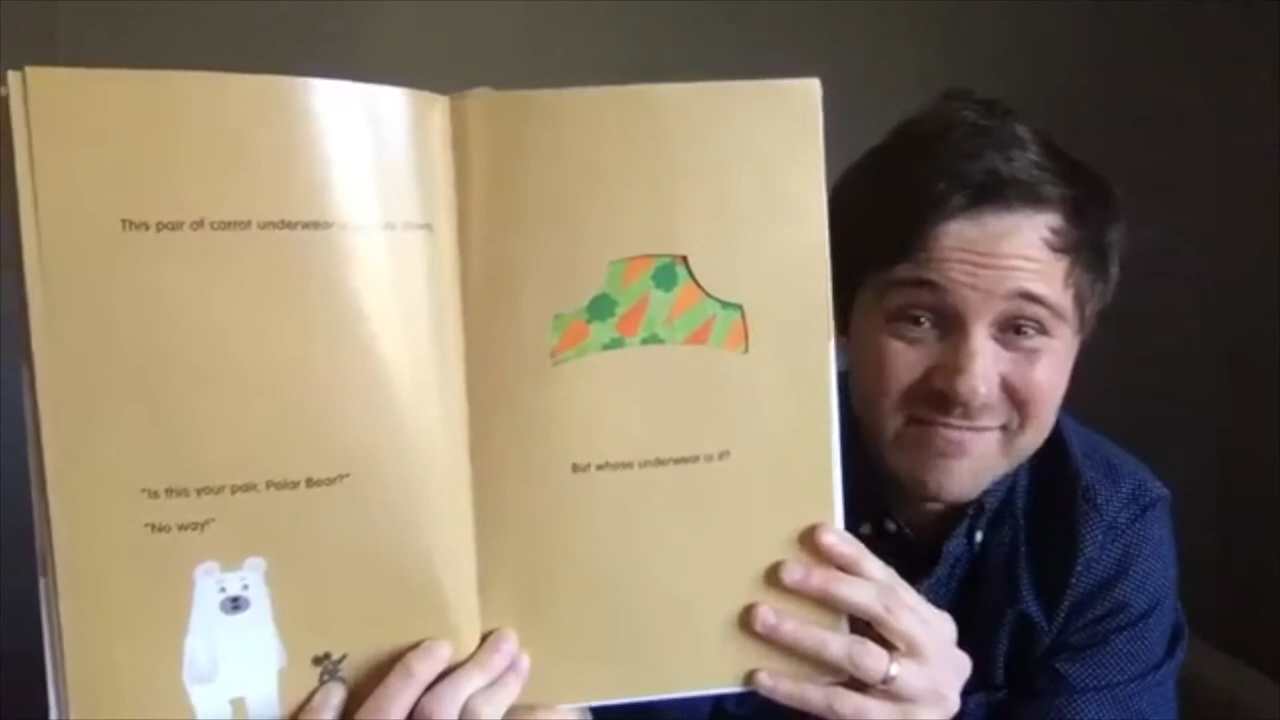 This pair of carrot underwear
"Is this your pair, Polar Bear?"
"No way!"
But whose underwear is it?